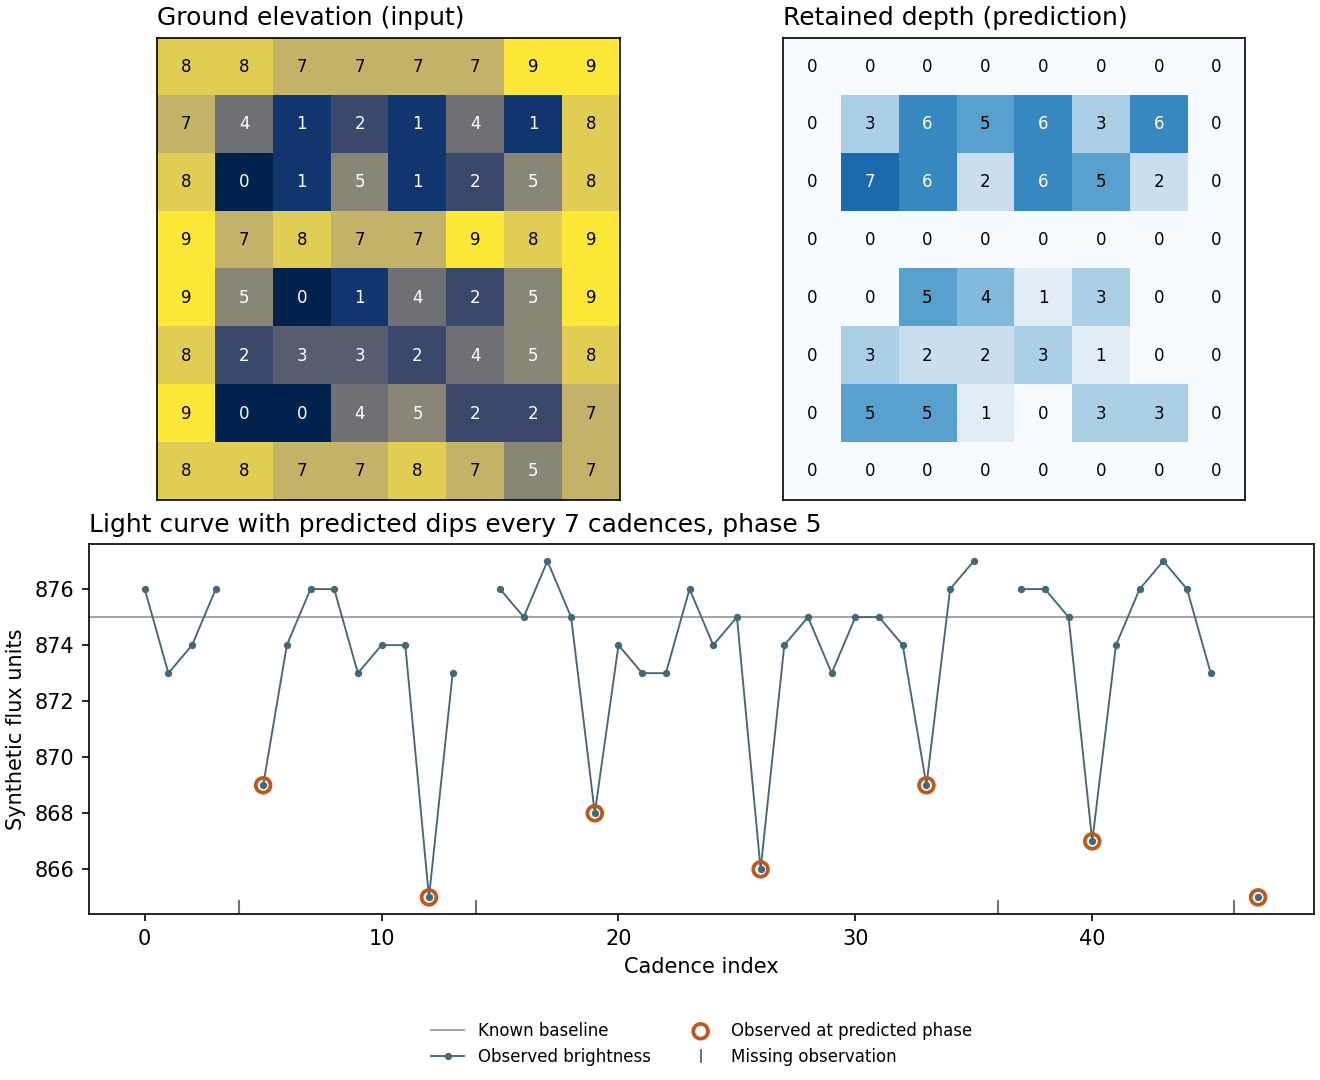 Ground elevation (input)
8 8 7 7 7 7 9 9
7 4 1 2 1 4 1 8
8 0 1 5 1 2 5 8
9 7 8 7 7 9 8 9
9 5 0 1 4 2 5 9
8 2 3 3 2 4 5 8
9 0 0 4 5 2 2 7
8 8 7 7 8 7 5 7
Retained depth (prediction)
0 0 0 0 0 0 0 0
0 3 6 5 6 3 6 0
0 7 6 2 6 5 2 0
0 0 0 0 0 0 0 0
0 0 5 4 1 3 0 0
0 3 2 2 3 1 0 0
0 5 5 1 0 3 3 0
0 0 0 0 0 0 0 0
Light curve with predicted dips every 7 cadences, phase 5
Synthetic flux units
876
874
872
870
868
866
0 10 20 30 40
Cadence index
Known baseline
Observed brightness
Observed at predicted phase
Missing observation